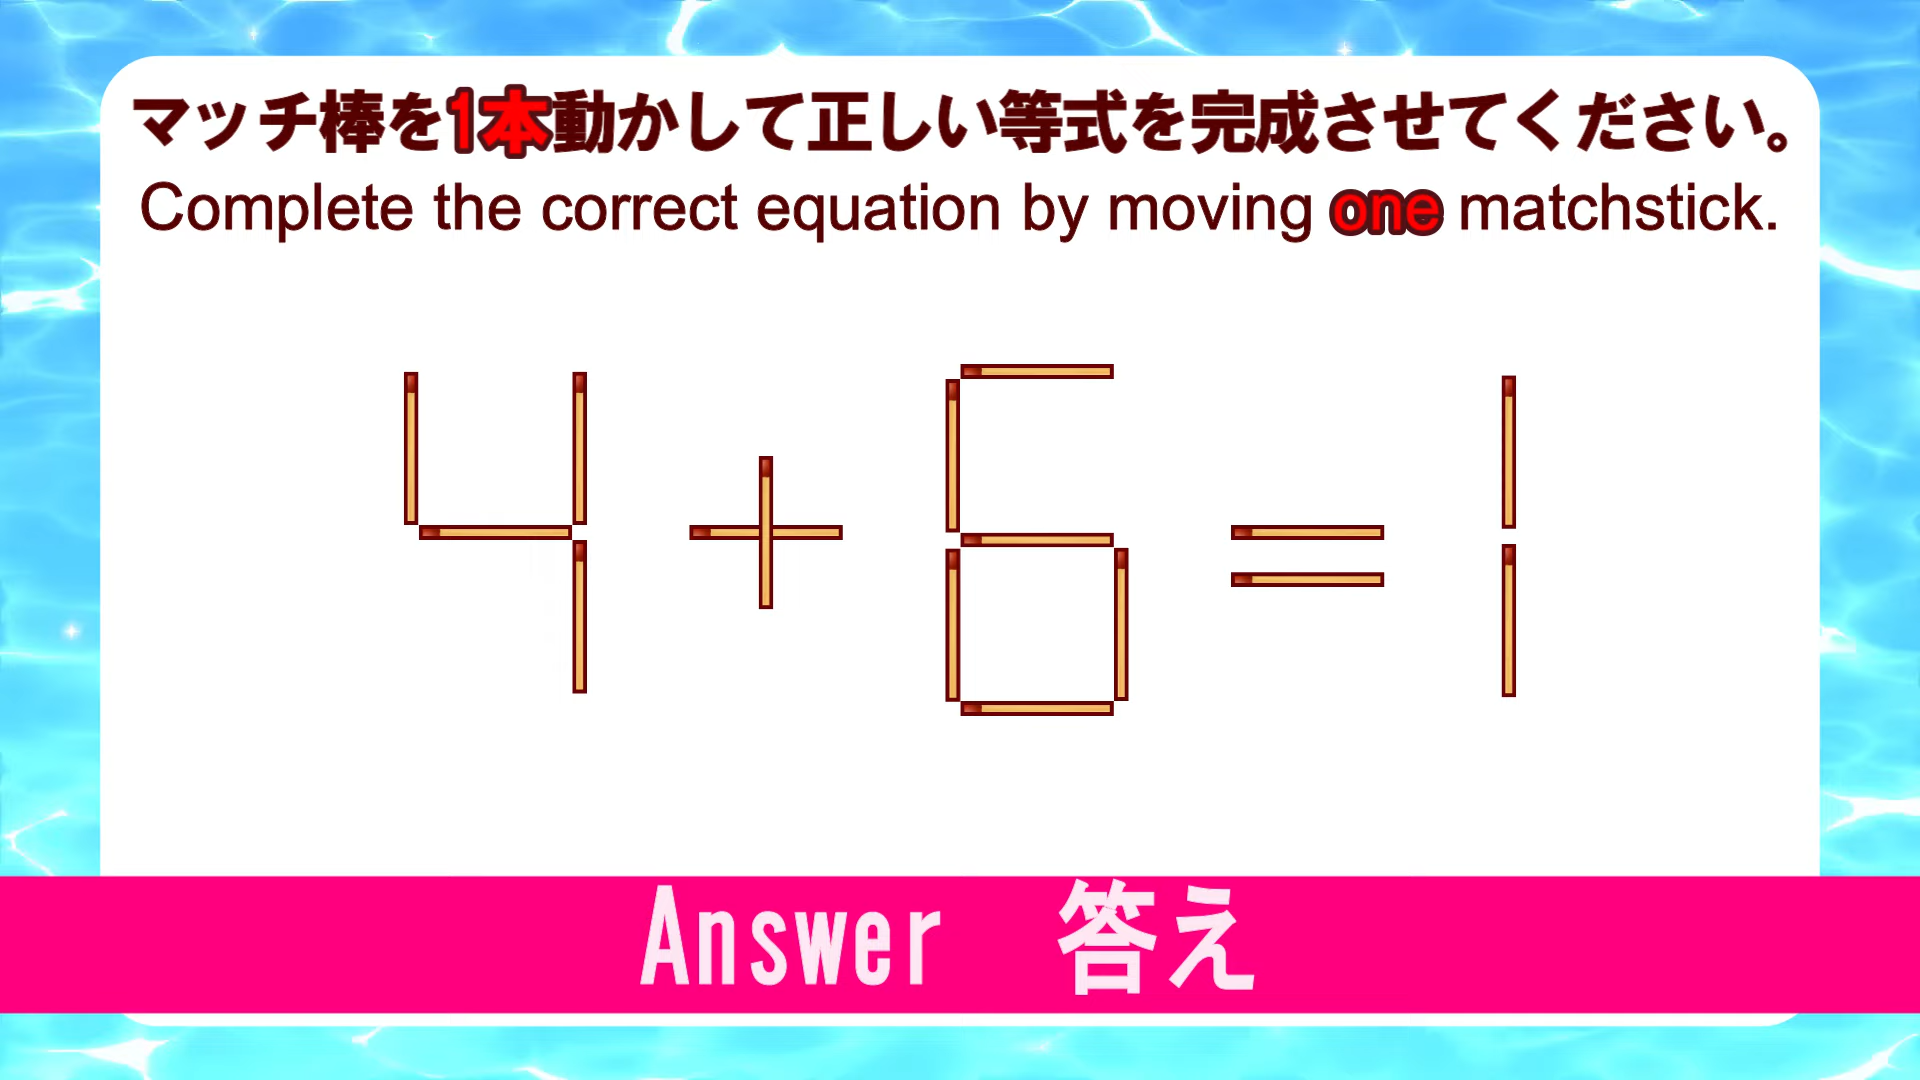 マッチ棒を1本動かして正しい等式を完成させてください。
Complete the correct equation by moving one matchstick.
4+6=1
Answer 答え